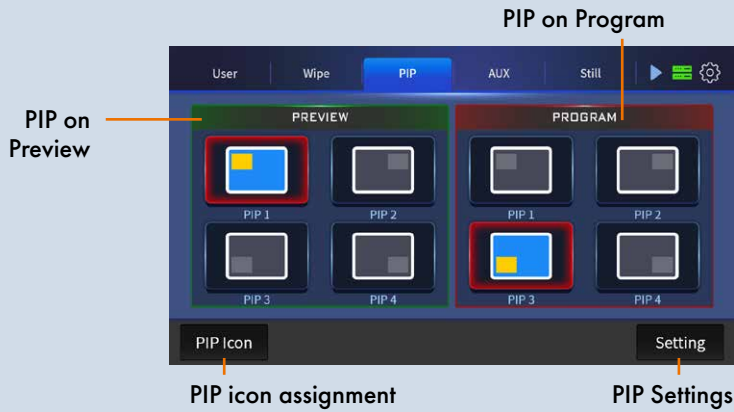 PIP on Program
User Wipe PIP AUX Still
PIP on
Preview
PREVIEW PROGRAM
PIP 1 PIP 2 PIP 1 PIP 2
PIP 3 PIP 4 PIP 3 PIP 4
PIP Icon Setting
PIP icon assignment PIP Settings